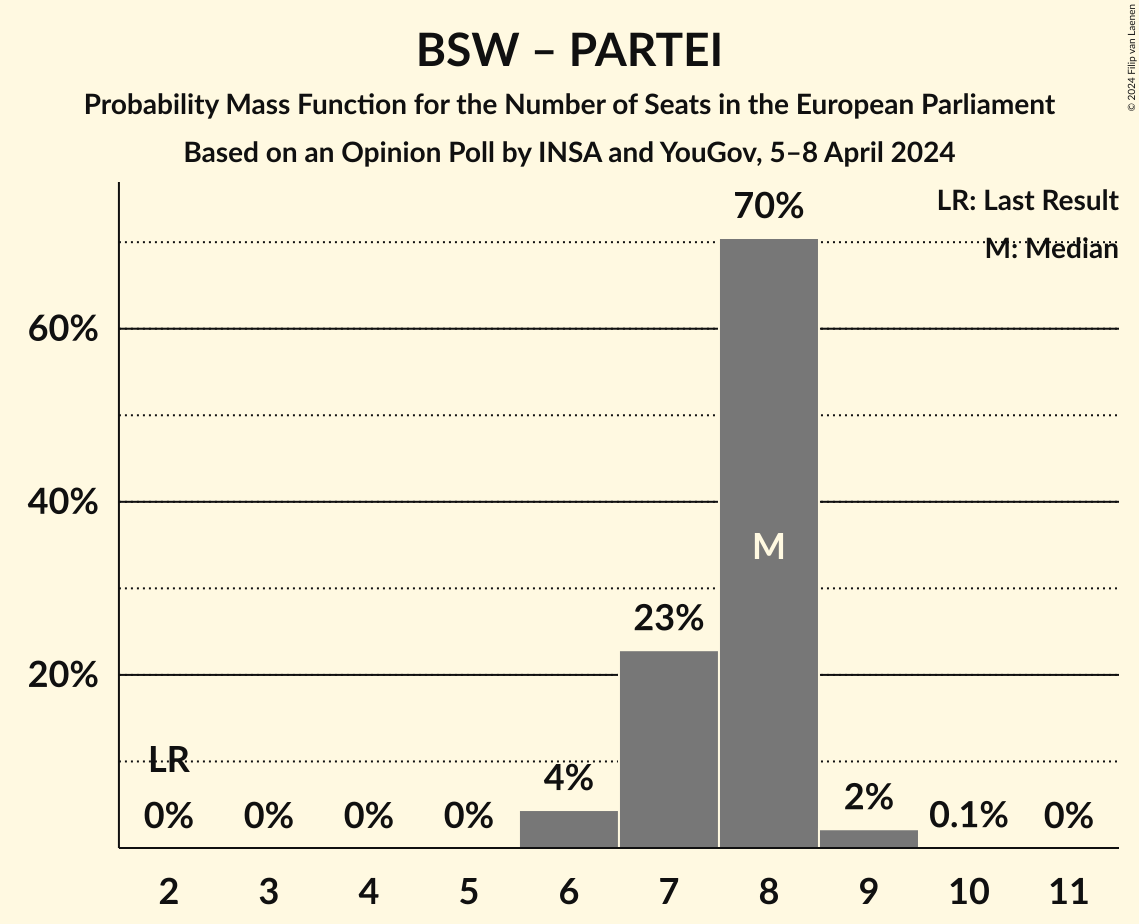 BSW – PARTEI
Probability Mass Function for the Number of Seats in the European Parliament
Based on an Opinion Poll by INSA and YouGov, 5–8 April 2024
© 2024 Filip van Laenen
LR: Last Result
M: Median
70%
60%
40%
M
23%
20%
LR
4%
2%
0% 0% 0% 0% 0.1% 0%
2 3 4 5 6 7 8 9 10 11